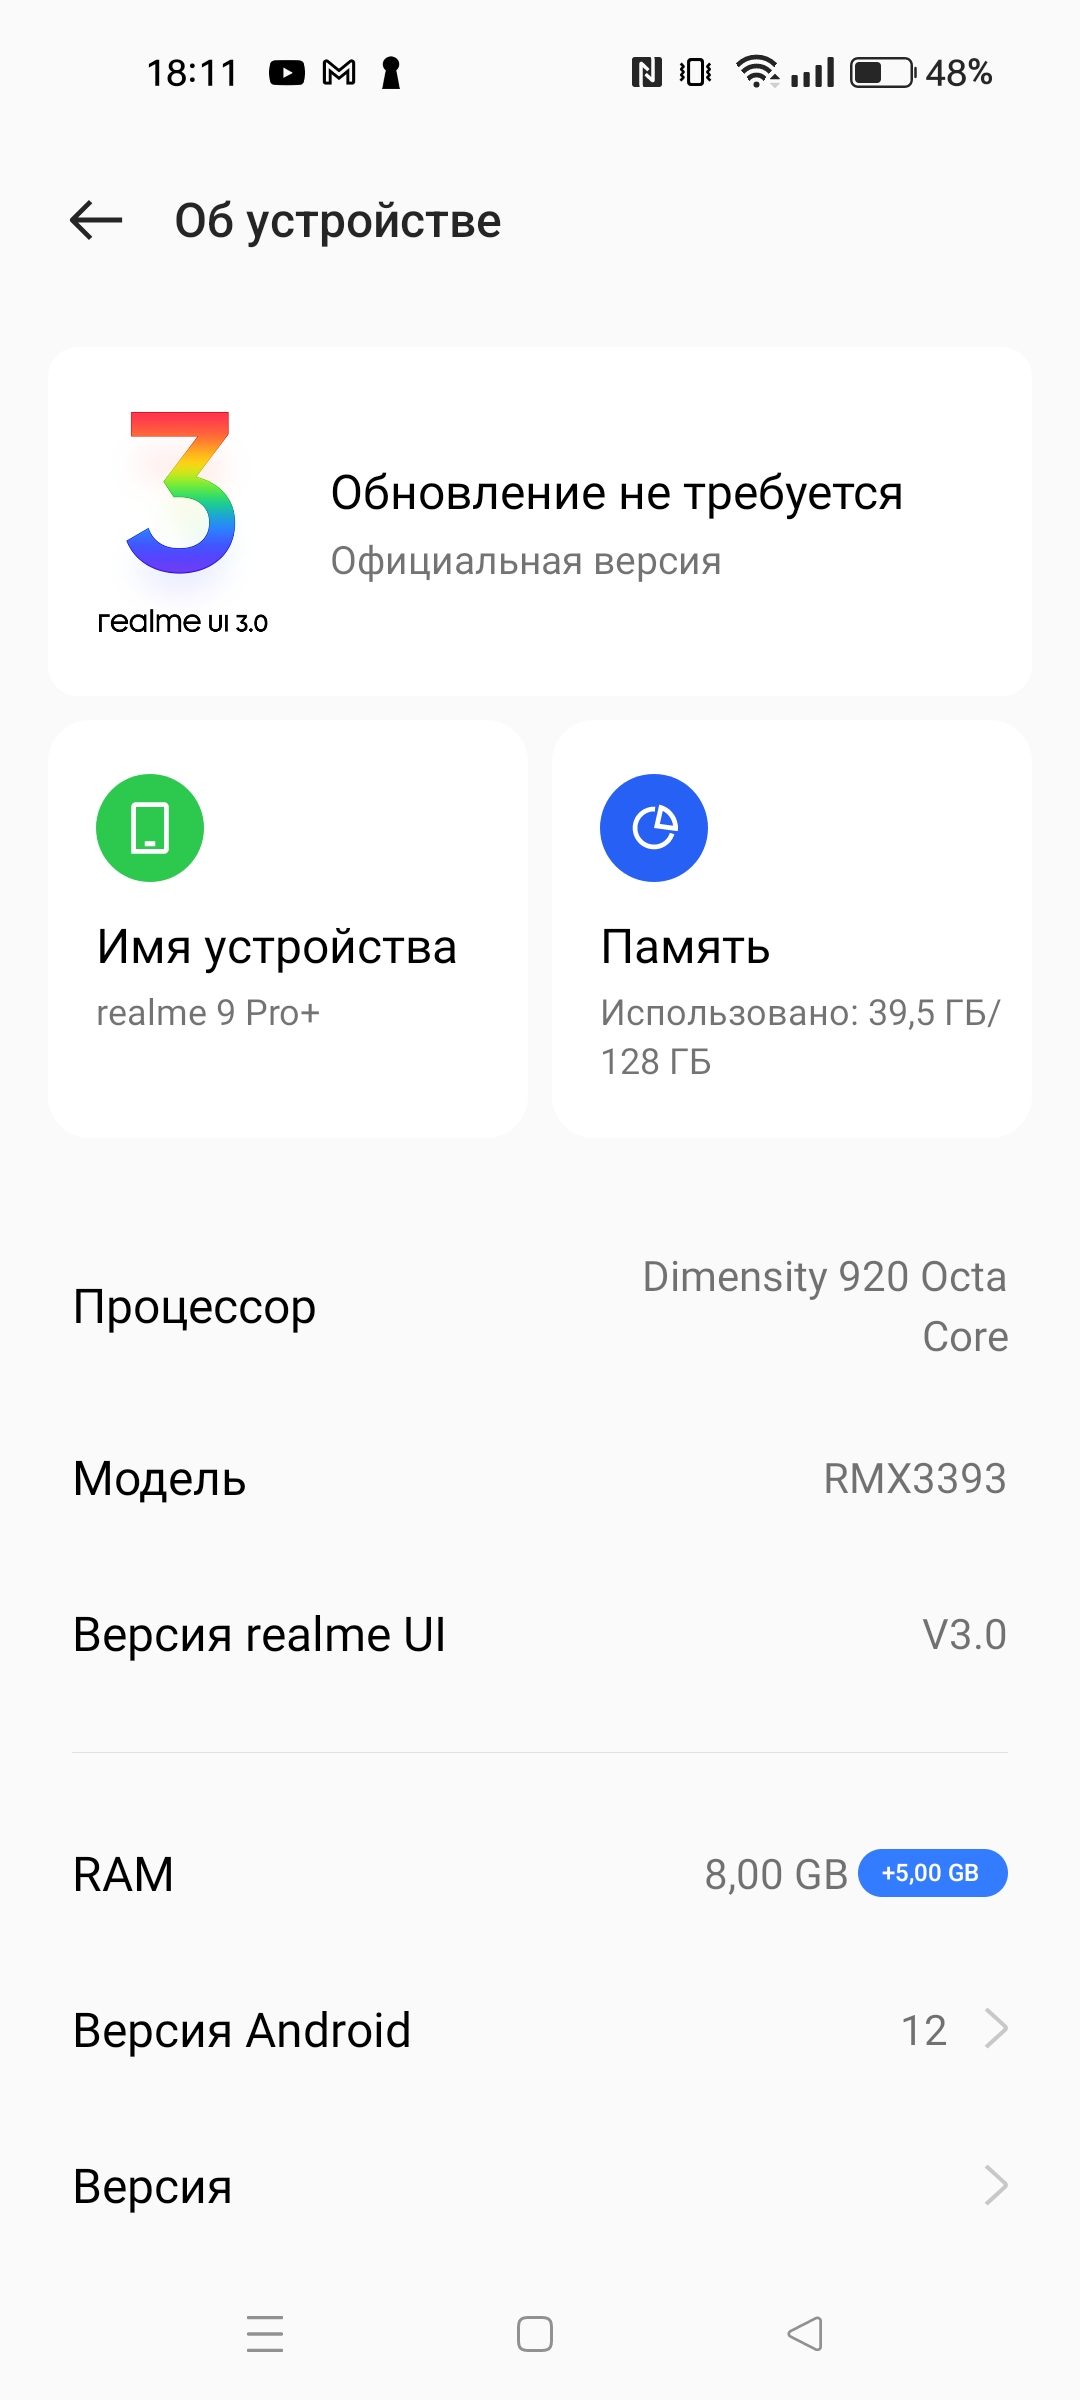 18:11
48%
Об устройстве
3
realme UI 3.0
Обновление не требуется
Официальная версия
Имя устройства
realme 9 Pro+
Память
Использовано: 39,5 ГБ/
128 ГБ
Процессор
Dimensity 920 Octa
Core
Модель
RMX3393
Версия realme UI
V3.0
RAM
8,00 GB
+5,00 GB
Версия Android
12
Версия